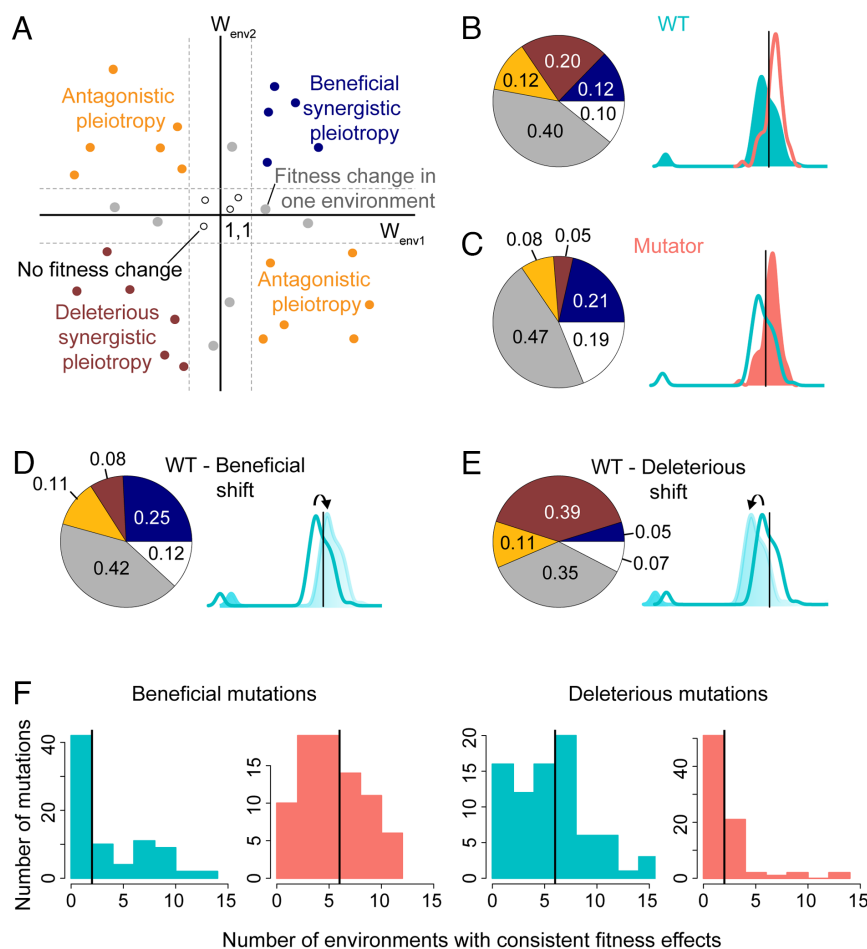 A
W_env2
Antagonistic
pleiotropy
Beneficial
synergistic
pleiotropy
Fitness change in
one environment
W_env1
1,1
No fitness change
Deleterious
synergistic
pleiotropy
Antagonistic
pleiotropy
B
WT
0.20
0.12
0.12
0.10
0.40
C
Mutator
0.08
0.05
0.21
0.19
0.47
D
WT - Beneficial
shift
0.08
0.11
0.25
0.12
0.42
E
WT - Deleterious
shift
0.39
0.05
0.11
0.07
0.35
F
Beneficial mutations
Deleterious mutations
Number of mutations
0 20 40
0 5 10 15
0 5 10 15
0 5 10 15
0 5 10 15 20
0 5 10 15
0 20 40
0 5 10 15
Number of environments with consistent fitness effects